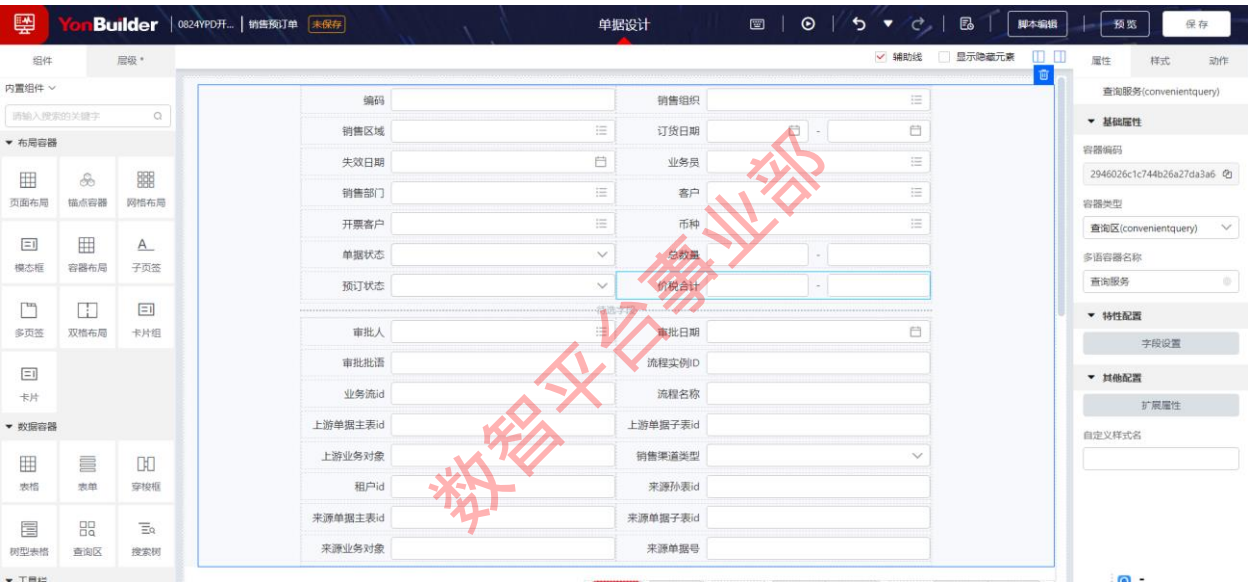 YonBuilder 0824YPD开... 销售预订单 未保存 单据设计 脚本编辑 预览 保存
组件 层级 * 辅助线 显示隐藏元素 属性 样式 动作
内置组件 查询服务(convenientquery)
请输入搜索的关键字
布局容器
页面布局 锚点容器 网格布局
模态框 容器布局 子页签
多页签 双格布局 卡片组
卡片
数据容器
表格 表单 穿梭框
树型表格 查询区 搜索树
工具栏
编码 销售组织
销售区域 订货日期 -
失效日期 业务员
销售部门 客户
开票客户 币种
单据状态 总数量 -
预订状态 价税合计 -
待选字段
审批人 审批日期
审批批语 流程实例ID
业务流id 流程名称
上游单据主表id 上游单据子表id
上游业务对象 销售渠道类型
租户id 来源孙表id
来源单据主表id 来源单据子表id
来源业务对象 来源单据号
基础属性
容器编码
2946026c1c744b26a27da3a6
容器类型
查询区(convenientquery)
多语容器名称
查询服务
特性配置
字段设置
其他配置
扩展属性
自定义样式名
数智平台事业部